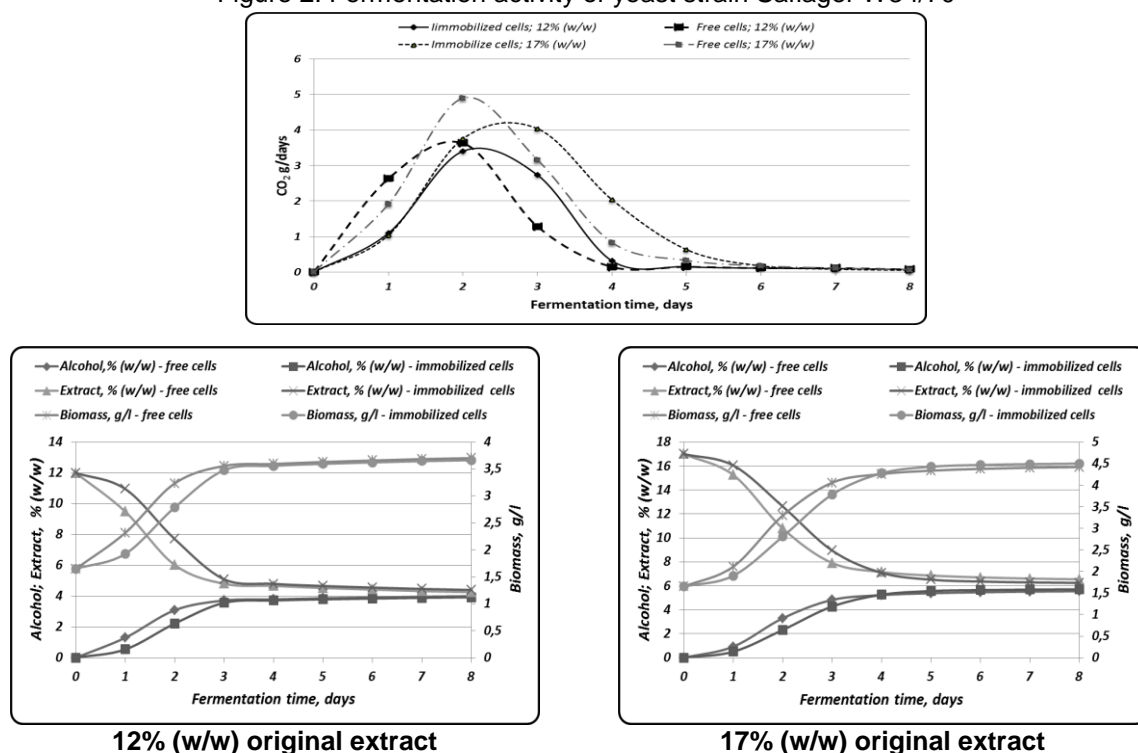 Figure 2. Fermentation activity of yeast strain Saflager W34/70
Iimmobilized cells; 12% (w/w)
Free cells; 12% (w/w)
Immobilize cells; 17% (w/w)
Free cells; 17% (w/w)
CO2 g/days
6
5
4
3
2
1
0
0 1 2 3 4 5 6 7 8
Fermentation time, days
Alcohol,% (w/w) - free cells
Alcohol,% (w/w) - immobilized cells
Extract, % (w/w) - free cells
Extract, % (w/w) - immobilized cells
Biomass, g/l - free cells
Biomass, g/l - immobilized cells
Alcohol; Extract, % (w/w)
14
12
10
8
6
4
2
0
4
3,5
3
2,5
2
1,5
1
0,5
0
Biomass, g/l
0 1 2 3 4 5 6 7 8
Fermentation time, days
12% (w/w) original extract
Alcohol,% (w/w) - free cells
Alcohol,% (w/w) - immobilized cells
Extract,% (w/w) - free cells
Extract, % (w/w) - immobilized cells
Biomass, g/l - free cells
Biomass, g/l - immobilized cells
Alcohol; Extract, % (w/w)
18
16
14
12
10
8
6
4
2
0
5
4,5
4
3,5
3
2,5
2
1,5
1
0,5
0
Biomass, g/l
0 1 2 3 4 5 6 7 8
Fermentation time, days
17% (w/w) original extract